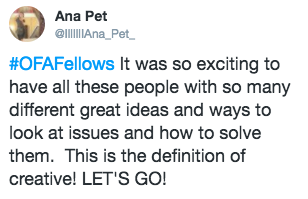 Ana Pet
@IlIlIlIAna_Pet_
#OFAFellows It was so exciting to
have all these people with so many
different great ideas and ways to
look at issues and how to solve
them.  This is the definition of
creative! LET'S GO!